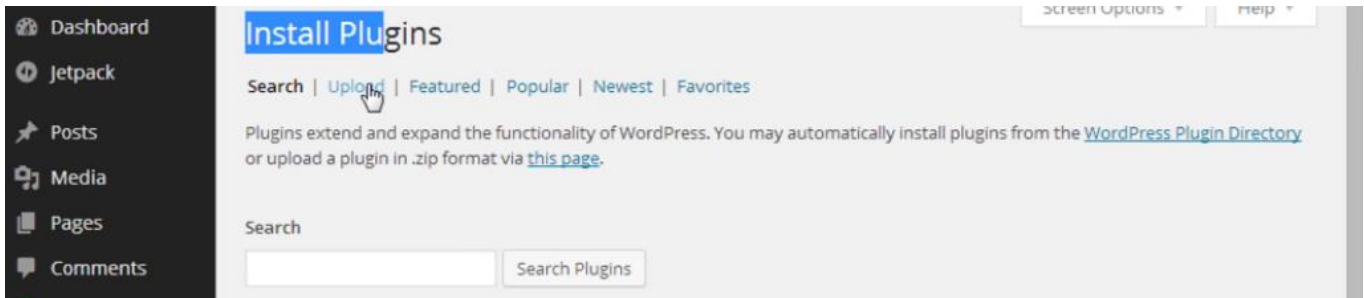 Screen Options Help
Dashboard
Install Plugins
Jetpack
Search | Upload | Featured | Popular | Newest | Favorites
Posts
Plugins extend and expand the functionality of WordPress. You may automatically install plugins from the WordPress Plugin Directory
or upload a plugin in .zip format via this page.
Media
Pages
Search
Comments
Search Plugins